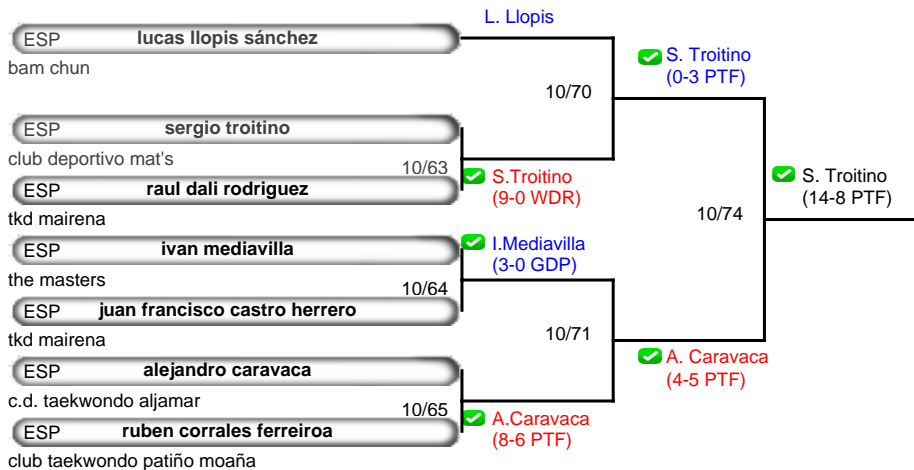 L. Llopis
ESP lucas llopis sánchez
bam chun
S. Troitino
(0-3 PTF)
10/70
ESP sergio troitino
club deportivo mat's
10/63
ESP raul dali rodriguez
tkd mairena
S.Troitino
(9-0 WDR)
S. Troitino
(14-8 PTF)
10/74
ESP ivan mediavilla
the masters
I.Mediavilla
(3-0 GDP)
10/64
ESP juan francisco castro herrero
tkd mairena
10/71
ESP alejandro caravaca
c.d. taekwondo aljamar
A. Caravaca
(4-5 PTF)
10/65
ESP ruben corrales ferreiroa
club taekwondo patiño moaña
A.Caravaca
(8-6 PTF)